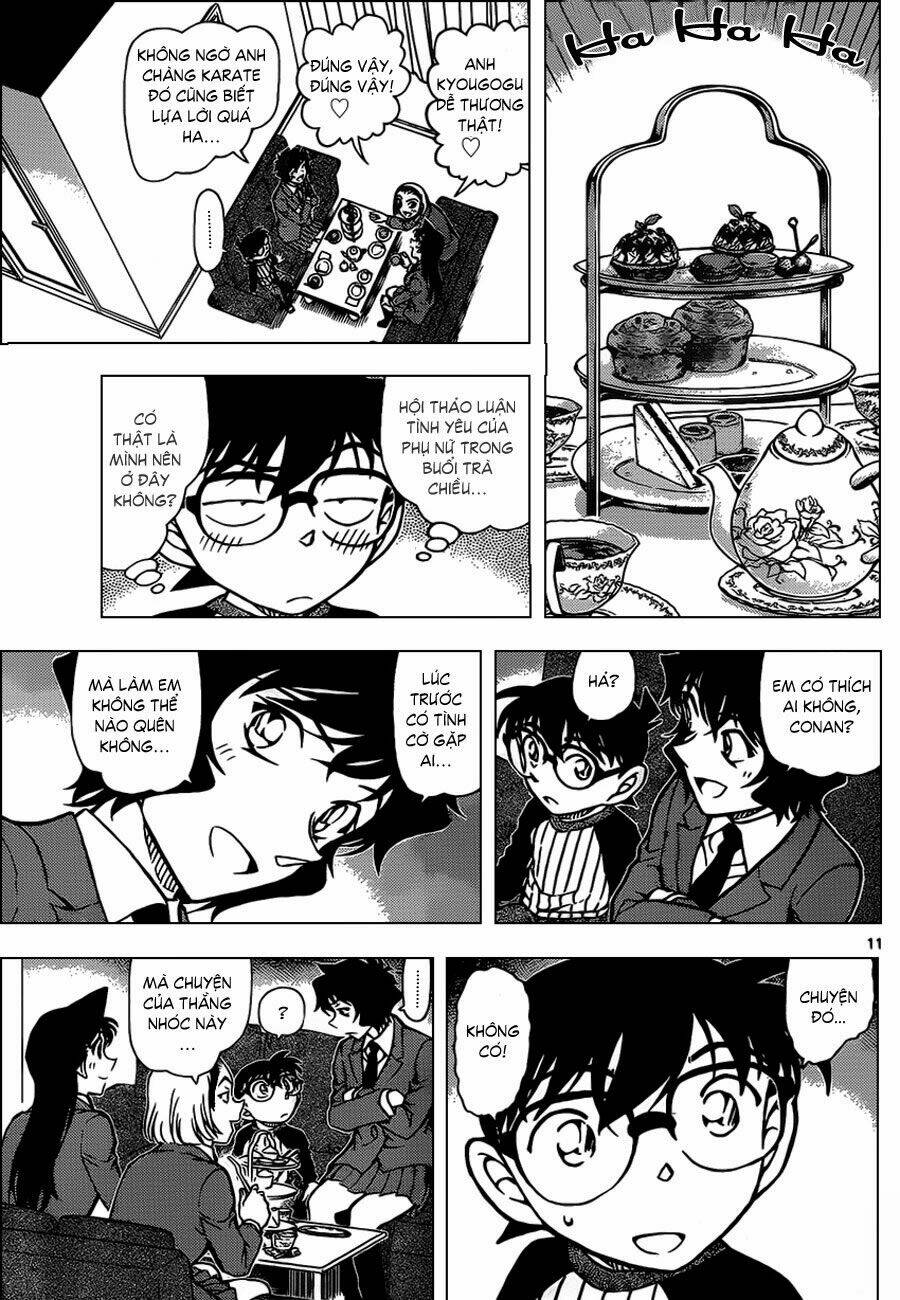 Ha Ha Ha
ANH
KYOUGOGU
DỄ THƯƠNG
THẬT!
♡
ĐÚNG VẬY,
ĐÚNG VẬY!
♡
KHÔNG NGỜ ANH
CHÀNG KARATE
ĐÓ CŨNG BIẾT
LỰA LỜI QUÁ
HA...
......
HỘI THẢO LUẬN
TÌNH YÊU CỦA
PHỤ NỮ TRONG
BUỔI TRÀ
CHIỀU...
CÓ
THẬT LÀ
MÌNH NÊN
Ở ĐÂY
KHÔNG?
EM CÓ THÍCH
AI KHÔNG,
CONAN?
HẢ?
LÚC
TRƯỚC
CÓ TÌNH
CỜ GẶP
AI...
MÀ LÀM EM
KHÔNG THỂ
NÀO QUÊN
KHÔNG...
11
CHUYỆN
ĐÓ...
KHÔNG
CÓ!
......
?
MÀ CHUYỆN
CỦA THẰNG
NHÓC NÀY
...